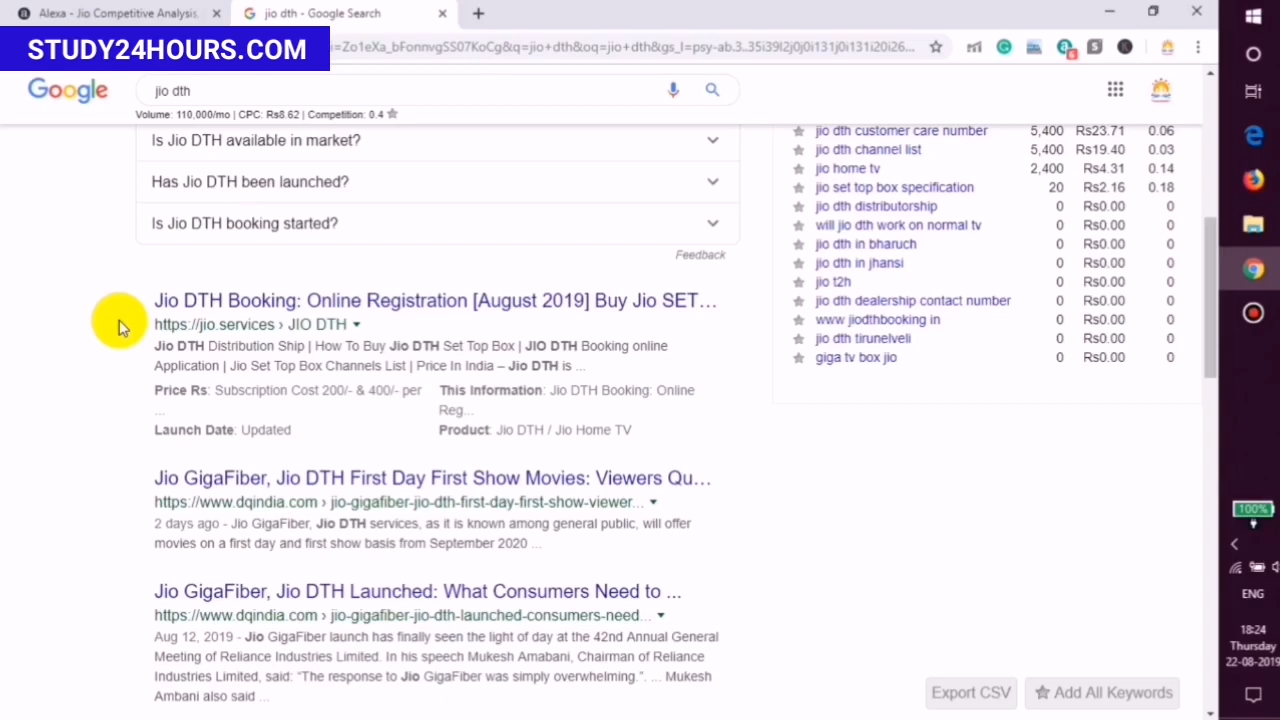 Alexa - Jio Competitive Analysis,
jio dth - Google Search
STUDY24HOURS.COM
=Zo1eXa_bFonnvgSS07KoCg&q=jio+dth&oq=jio+dth&gs_l=psy-ab.3..35i39l2j0j0i131j0i131i20i26...
Google
jio dth
Volume: 110,000/mo | CPC: Rs8.62 | Competition: 0.4
Is Jio DTH available in market?
Has Jio DTH been launched?
Is Jio DTH booking started?
Feedback
Jio DTH Booking: Online Registration [August 2019] Buy Jio SET...
https://jio.services › JIO DTH
Jio DTH Distribution Ship | How To Buy Jio DTH Set Top Box | JIO DTH Booking online
Application | Jio Set Top Box Channels List | Price In India – Jio DTH is ...
Price Rs: Subscription Cost 200/- & 400/- per
...
This Information: Jio DTH Booking: Online
Reg...
Launch Date: Updated
Product: Jio DTH / Jio Home TV
Jio GigaFiber, Jio DTH First Day First Show Movies: Viewers Qu...
https://www.dqindia.com › jio-gigafiber-jio-dth-first-day-first-show-viewer...
2 days ago - Jio GigaFiber, Jio DTH services, as it is known among general public, will offer
movies on a first day and first show basis from September 2020 ...
Jio GigaFiber, Jio DTH Launched: What Consumers Need to ...
https://www.dqindia.com › jio-gigafiber-jio-dth-launched-consumers-need...
Aug 12, 2019 - Jio GigaFiber launch has finally seen the light of day at the 42nd Annual General
Meeting of Reliance Industries Limited. In his speech Mukesh Amabani, Chairman of Reliance
Industries Limited, said: “The response to Jio GigaFiber was simply overwhelming.”. ... Mukesh
Ambani also said ...
jio dth customer care number 5,400 Rs23.71 0.06
jio dth channel list 5,400 Rs19.40 0.03
jio home tv 2,400 Rs4.31 0.14
jio set top box specification 20 Rs2.16 0.18
jio dth distributorship 0 Rs0.00 0
will jio dth work on normal tv 0 Rs0.00 0
jio dth in bharuch 0 Rs0.00 0
jio dth in jhansi 0 Rs0.00 0
jio t2h 0 Rs0.00 0
jio dth dealership contact number 0 Rs0.00 0
www jiodthbooking in 0 Rs0.00 0
jio dth tirunelveli 0 Rs0.00 0
giga tv box jio 0 Rs0.00 0
Export CSV
Add All Keywords
100%
ENG
18:24
Thursday
22-08-2019